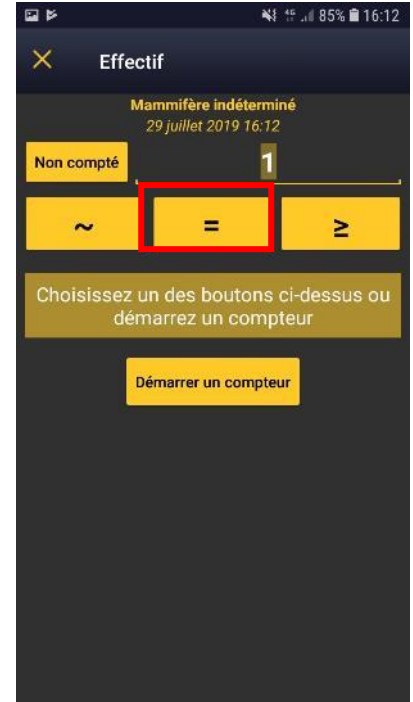 85% 16:12
Effectif
Mammifère indéterminé
29 juillet 2019 16:12
Non compté 1
~ = ≥
Choisissez un des boutons ci-dessus ou
démarrez un compteur
Démarrer un compteur